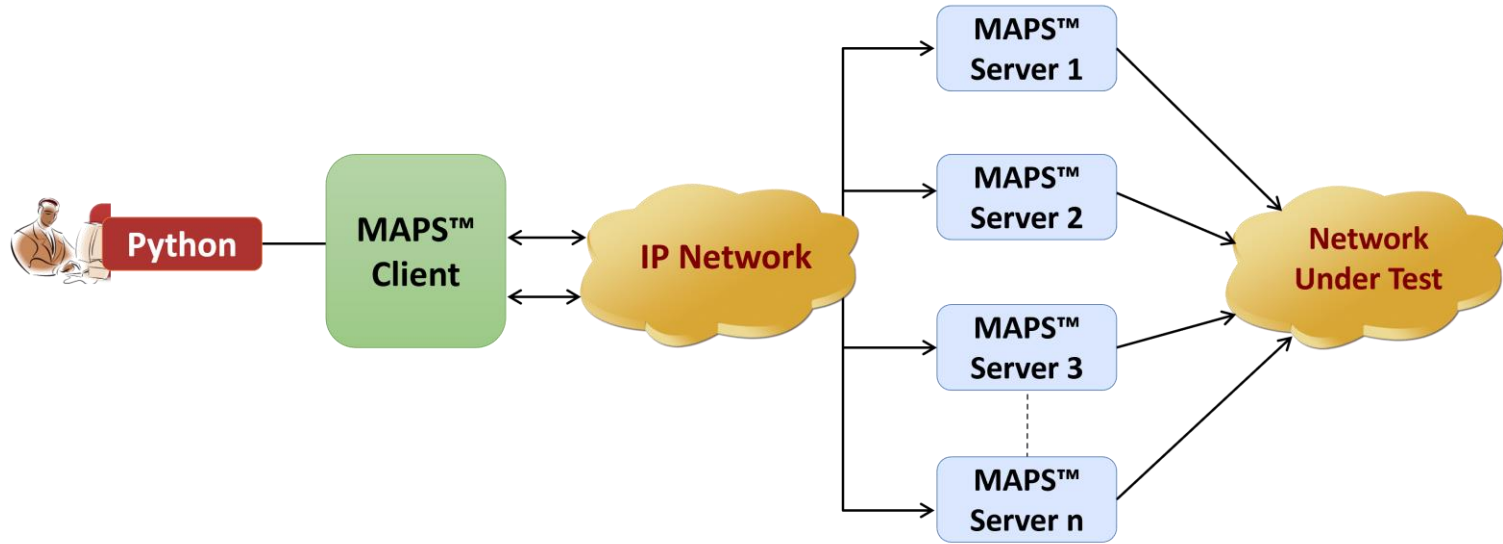 Python
MAPS™
Client
IP Network
MAPS™
Server 1
MAPS™
Server 2
MAPS™
Server 3
MAPS™
Server n
Network
Under Test